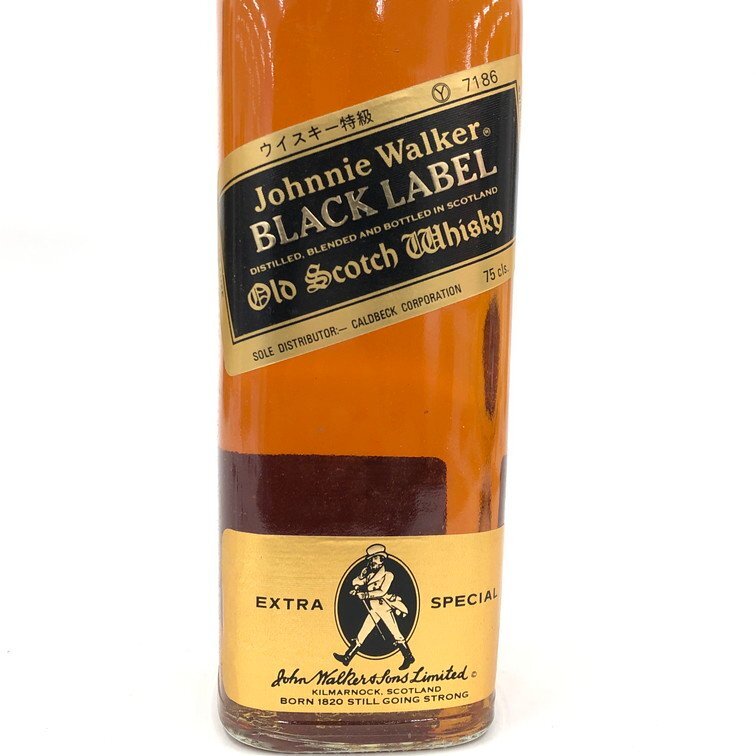 ウイスキー特級 Ⓨ 7186
Johnnie Walker®
BLACK LABEL
DISTILLED, BLENDED AND BOTTLED IN SCOTLAND
Old Scotch Whisky
SOLE DISTRIBUTOR:— CALDBECK CORPORATION 75 cls.
EXTRA SPECIAL
John Walker & Sons Limited ©
KILMARNOCK, SCOTLAND
BORN 1820 STILL GOING STRONG